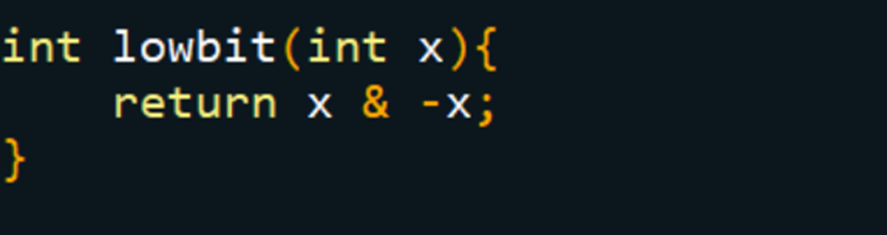 int lowbit(int x){
    return x & -x;
}